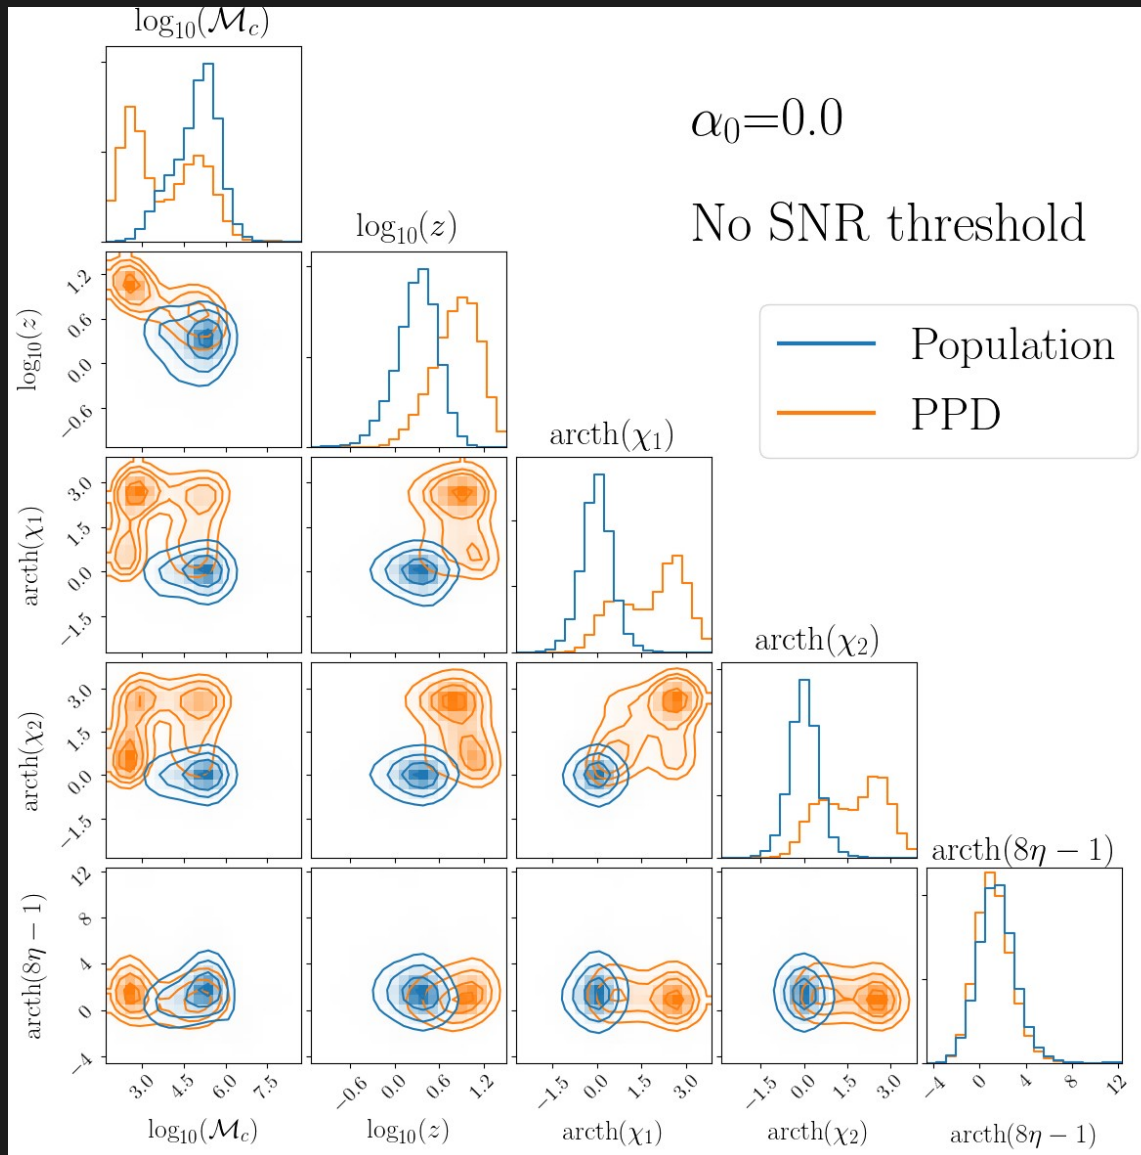 log₁₀(ℳ_c)
α₀=0.0
No SNR threshold
log₁₀(z)
Population
PPD
log₁₀(z)
1.2
0.6
0.0
−0.6
arcth(χ₁)
arcth(χ₁)
3.0
1.5
0.0
−1.5
arcth(χ₂)
arcth(χ₂)
3.0
1.5
0.0
−1.5
arcth(8η − 1)
arcth(8η − 1)
12
8
4
0
−4
3.0 4.5 6.0 7.5
−0.6 0.0 0.6 1.2
−1.5 0.0 1.5 3.0
−1.5 0.0 1.5 3.0
−4 0 4 8 12
log₁₀(ℳ_c)
log₁₀(z)
arcth(χ₁)
arcth(χ₂)
arcth(8η − 1)